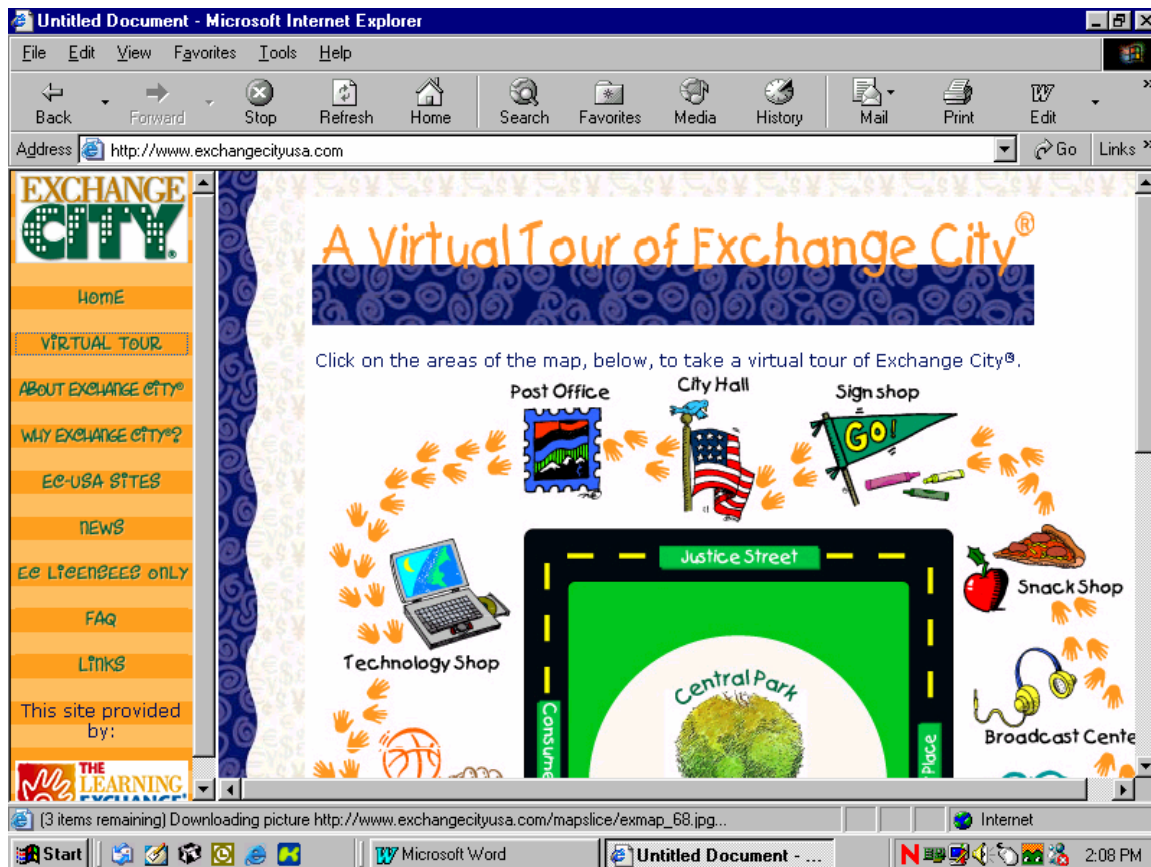 Untitled Document - Microsoft Internet Explorer
File Edit View Favorites Tools Help
Back Forward Stop Refresh Home Search Favorites Media History Mail Print Edit
Address http://www.exchangecityusa.com Go Links
EXCHANGE
CITY®
HOME
VIRTUAL TOUR
ABOUT EXCHANGE CITY®
WHY EXCHANGE CITY®?
EC-USA SITES
NEWS
EC LICENSEES ONLY
FAQ
LINKS
This site provided
by:
THE
LEARNING
EXCHANGE®
A Virtual Tour of Exchange City®
Click on the areas of the map, below, to take a virtual tour of Exchange City®.
Post Office
City Hall
Sign shop
GO!
Justice Street
Snack Shop
Technology Shop
Central Park
Consume
Place
Broadcast Cente
(3 items remaining) Downloading picture http://www.exchangecityusa.com/mapslice/exmap_68.jpg... Internet
Start Microsoft Word Untitled Document - ... 2:08 PM